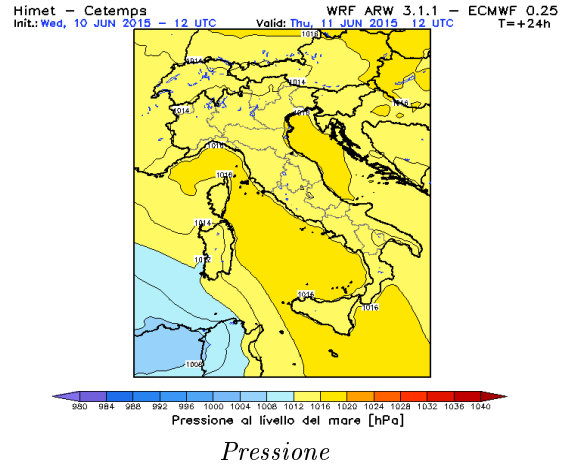 Himet – Cetemps WRF ARW 3.1.1 – ECMWF 0.25
Init.: Wed, 10 JUN 2015 – 12 UTC Valid: Thu, 11 JUN 2015 – 12 UTC T=+24h
1018
1014
1014
1016
1014
1016
1016
1014
1012
1016
1016
1008
980 984 988 992 996 1000 1004 1008 1012 1016 1020 1024 1028 1032 1036 1040
Pressione al livello del mare [hPa]
Pressione